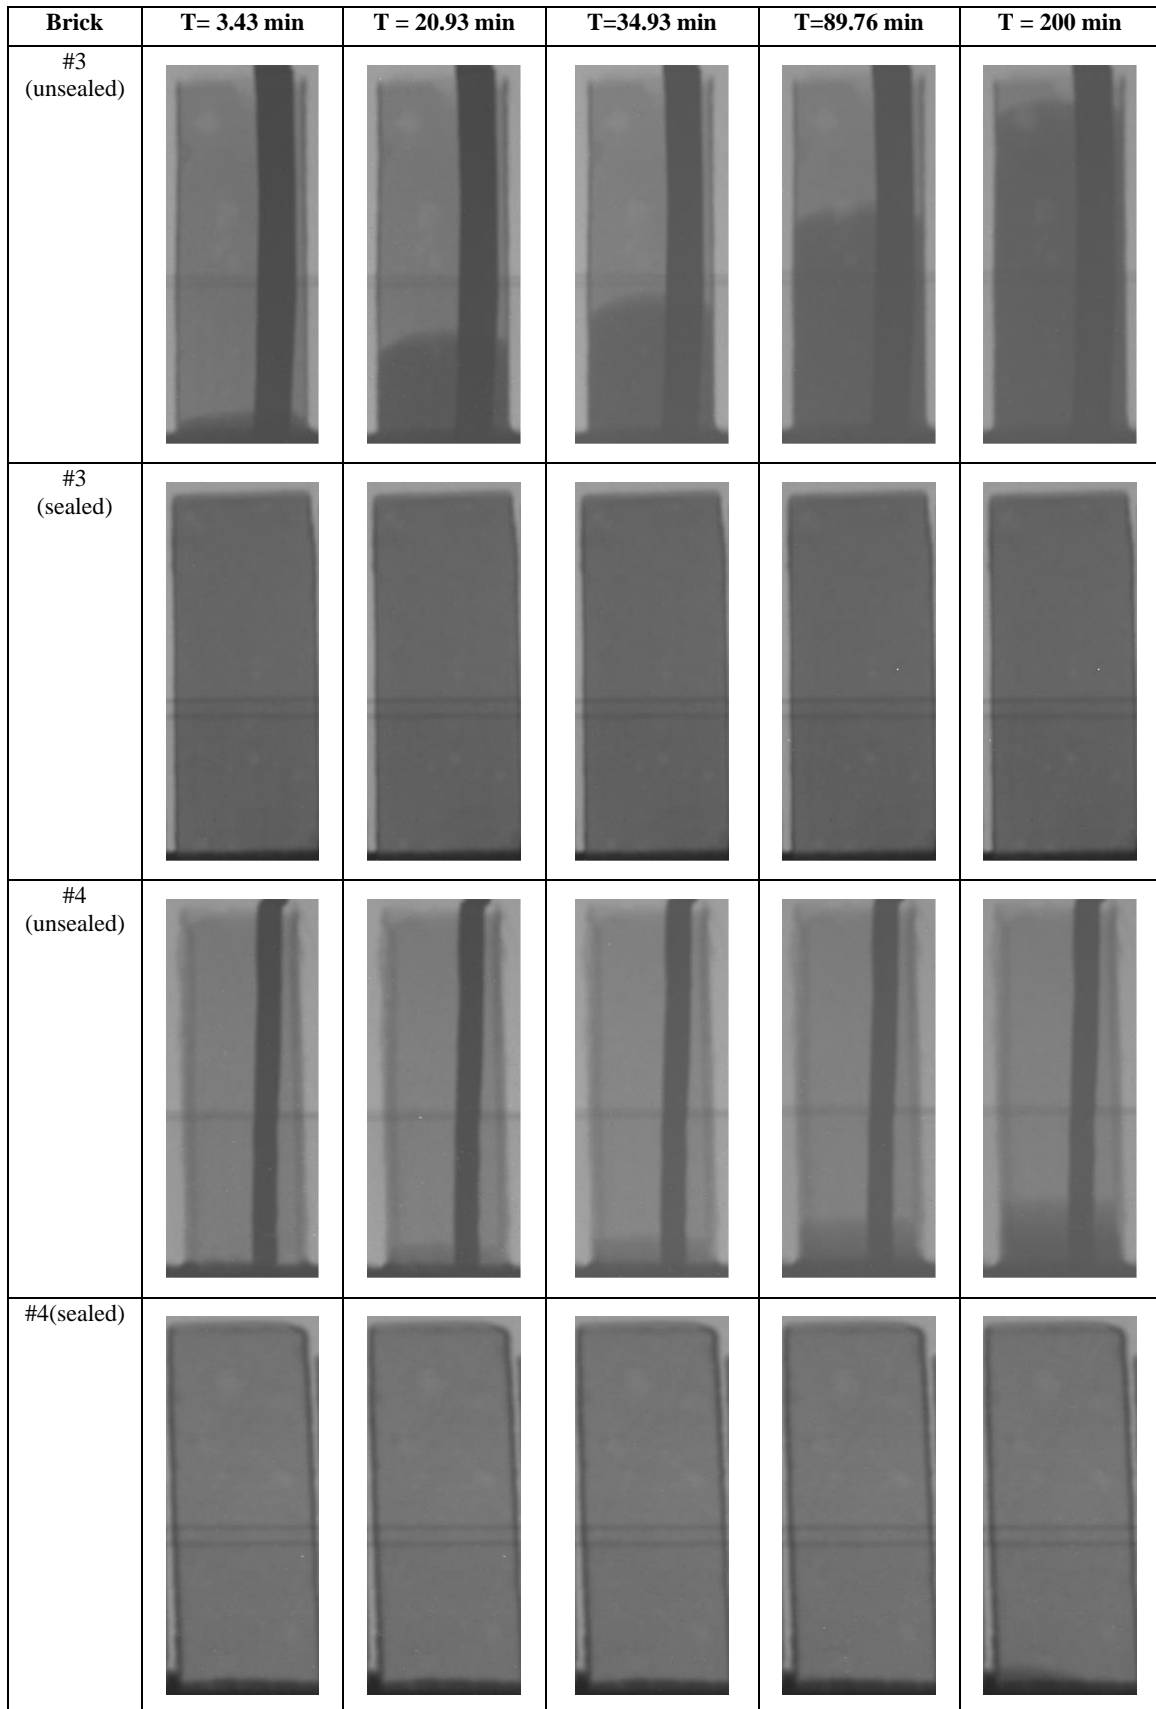 Brick T= 3.43 min T = 20.93 min T=34.93 min T=89.76 min T = 200 min
#3
(unsealed)
#3
(sealed)
#4
(unsealed)
#4(sealed)